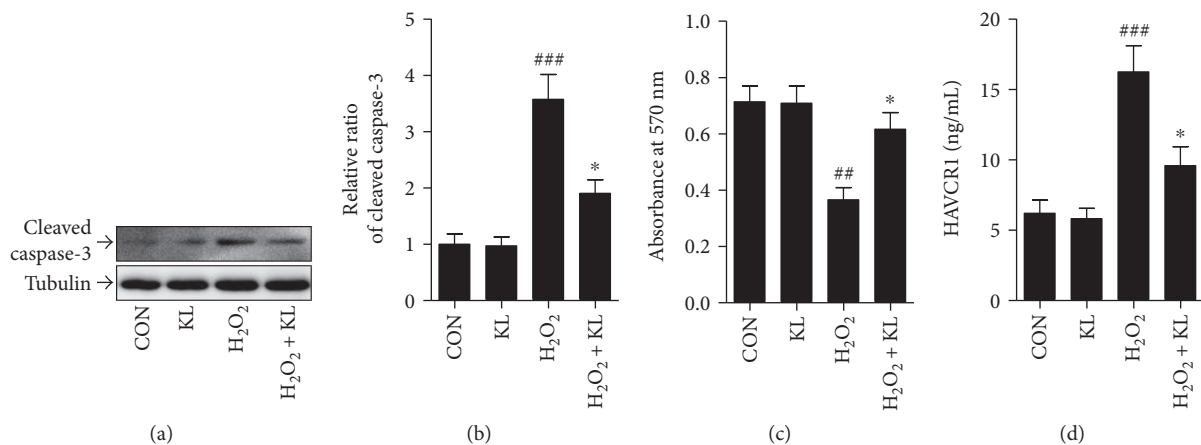 Cleaved
caspase-3
Tubulin
CON
KL
H₂O₂
H₂O₂ + KL
(a)
Relative ratio
of cleaved caspase-3
5
4
3
2
1
0
###
*
CON
KL
H₂O₂
H₂O₂ + KL
(b)
Absorbance at 570 nm
1.0
0.8
0.6
0.4
0.2
0.0
##
*
CON
KL
H₂O₂
H₂O₂ + KL
(c)
HAVCR1 (ng/mL)
20
15
10
5
0
###
*
CON
KL
H₂O₂
H₂O₂ + KL
(d)